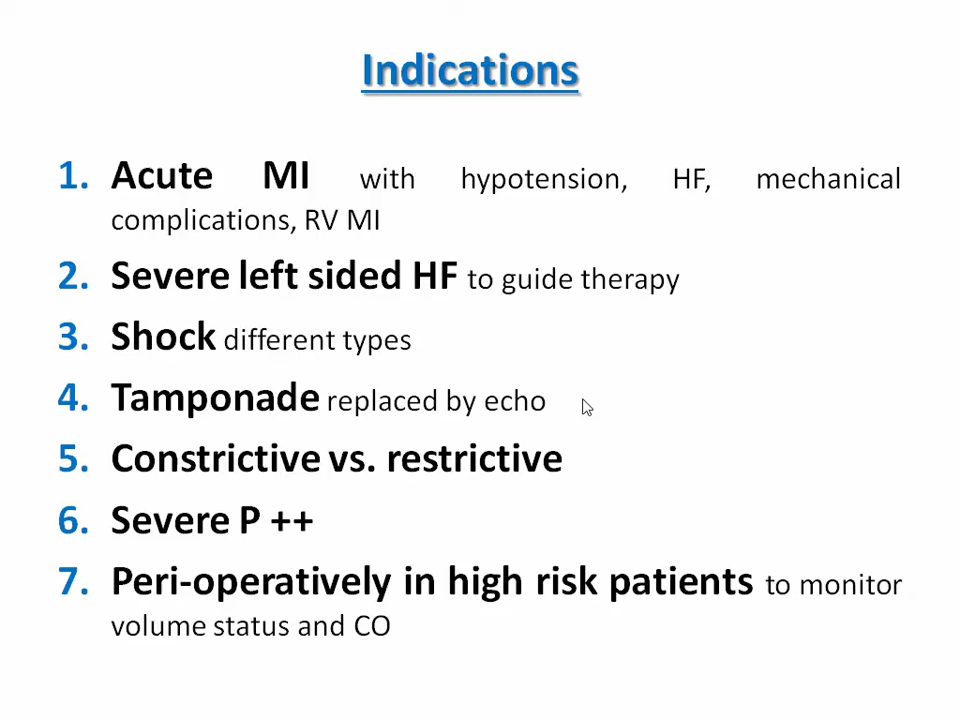 Indications
1. Acute MI with hypotension, HF, mechanical
complications, RV MI
2. Severe left sided HF to guide therapy
3. Shock different types
4. Tamponade replaced by echo
5. Constrictive vs. restrictive
6. Severe P ++
7. Peri-operatively in high risk patients to monitor
volume status and CO